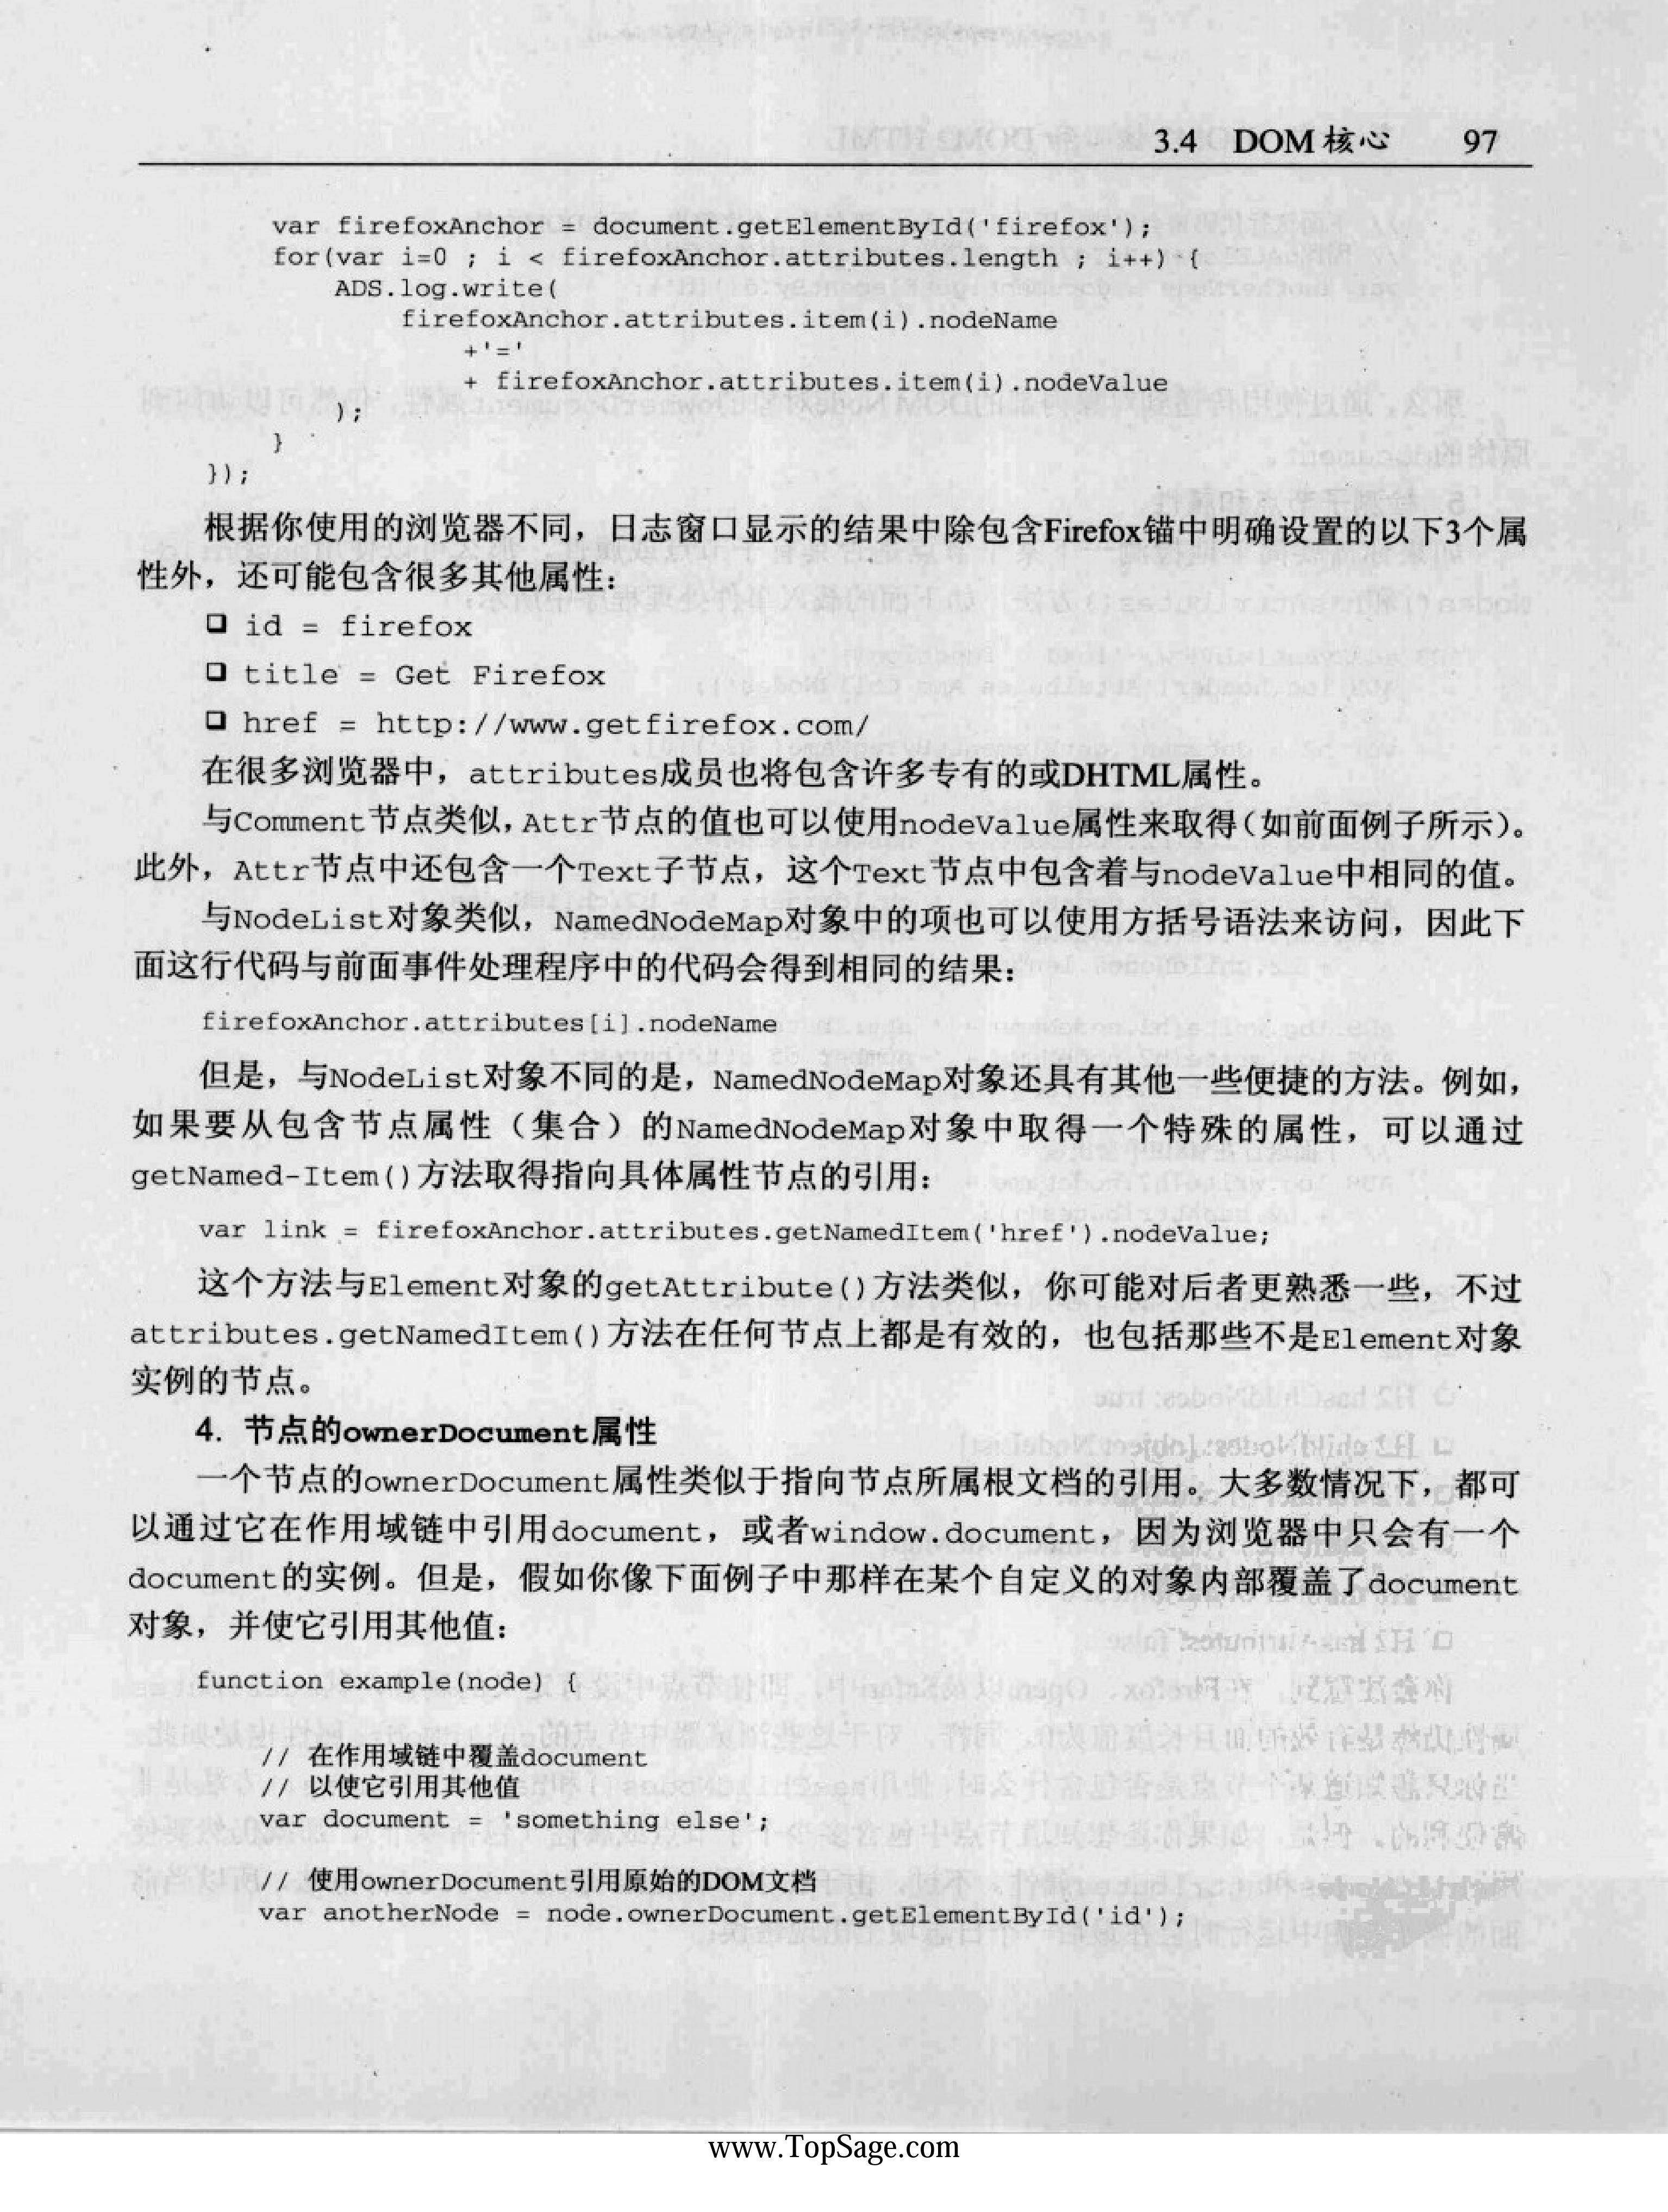 3.4 DOM 核心 97
var firefoxAnchor = document.getElementById('firefox');
for(var i=0 ; i < firefoxAnchor.attributes.length ; i++) {
ADS.log.write(
firefoxAnchor.attributes.item(i).nodeName
+'='
+ firefoxAnchor.attributes.item(i).nodeValue
);
}
});
根据你使用的浏览器不同，日志窗口显示的结果中除包含Firefox锚中明确设置的以下3个属
性外，还可能包含很多其他属性：
❑ id = firefox
❑ title = Get Firefox
❑ href = http://www.getfirefox.com/
在很多浏览器中，attributes成员也将包含许多专有的或DHTML属性。
与Comment节点类似，Attr节点的值也可以使用nodeValue属性来取得（如前面例子所示）。
此外，Attr节点中还包含一个Text子节点，这个Text节点中包含着与nodeValue中相同的值。
与NodeList对象类似，NamedNodeMap对象中的项也可以使用方括号语法来访问，因此下
面这行代码与前面事件处理程序中的代码会得到相同的结果：
firefoxAnchor.attributes[i].nodeName
但是，与NodeList对象不同的是，NamedNodeMap对象还具有其他一些便捷的方法。例如，
如果要从包含节点属性（集合）的NamedNodeMap对象中取得一个特殊的属性，可以通过
getNamed-Item()方法取得指向具体属性节点的引用：
var link = firefoxAnchor.attributes.getNamedItem('href').nodeValue;
这个方法与Element对象的getAttribute()方法类似，你可能对后者更熟悉一些，不过
attributes.getNamedItem()方法在任何节点上都是有效的，也包括那些不是Element对象
实例的节点。
4. 节点的ownerDocument属性
一个节点的ownerDocument属性类似于指向节点所属根文档的引用。大多数情况下，都可
以通过它在作用域链中引用document，或者window.document，因为浏览器中只会有一个
document的实例。但是，假如你像下面例子中那样在某个自定义的对象内部覆盖了document
对象，并使它引用其他值：
function example(node) {
// 在作用域链中覆盖document
// 以使它引用其他值
var document = 'something else';
// 使用ownerDocument引用原始的DOM文档
var anotherNode = node.ownerDocument.getElementById('id');
www.TopSage.com